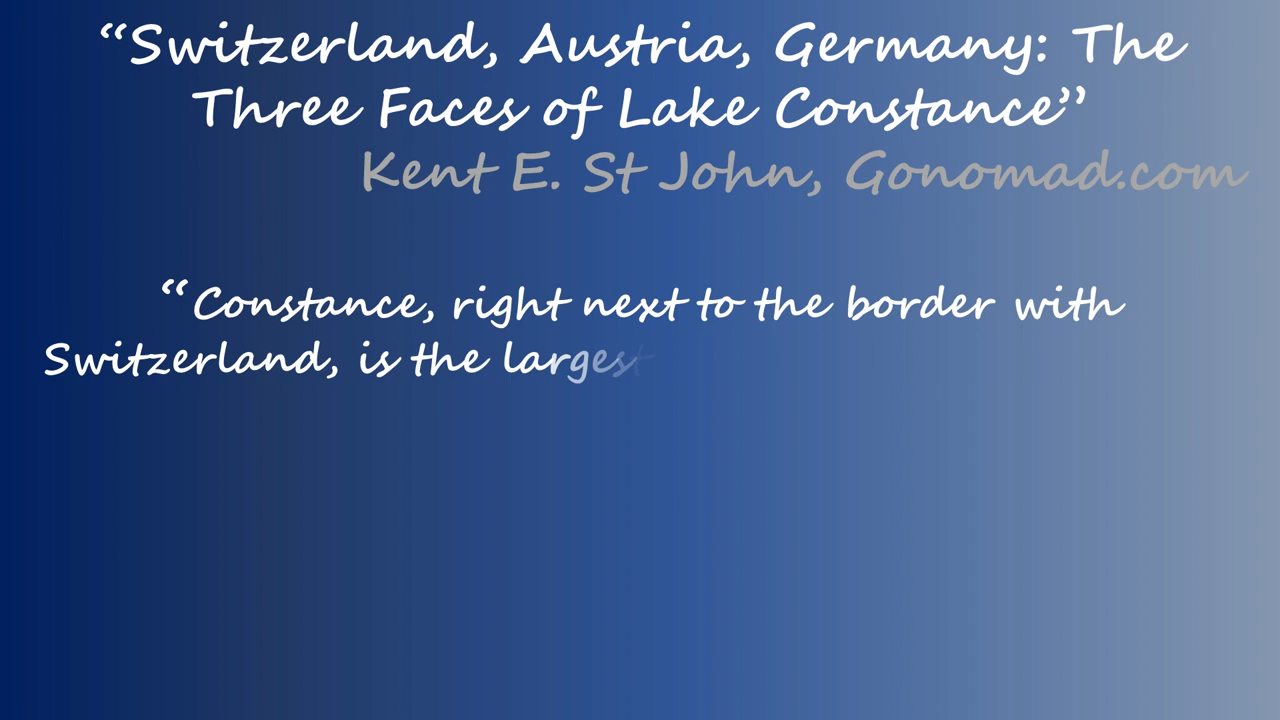 “Switzerland, Austria, Germany: The
Three Faces of Lake Constance”
Kent E. St John, Gonomad.com
“Constance, right next to the border with
Switzerland, is the largest